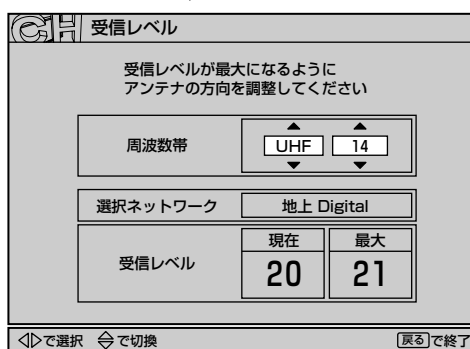 CH 受信レベル
受信レベルが最大になるように
アンテナの方向を調整してください
周波数帯 UHF 14
選択ネットワーク 地上 Digital
現在 最大
受信レベル 20 21
で選択 で切換 戻るで終了